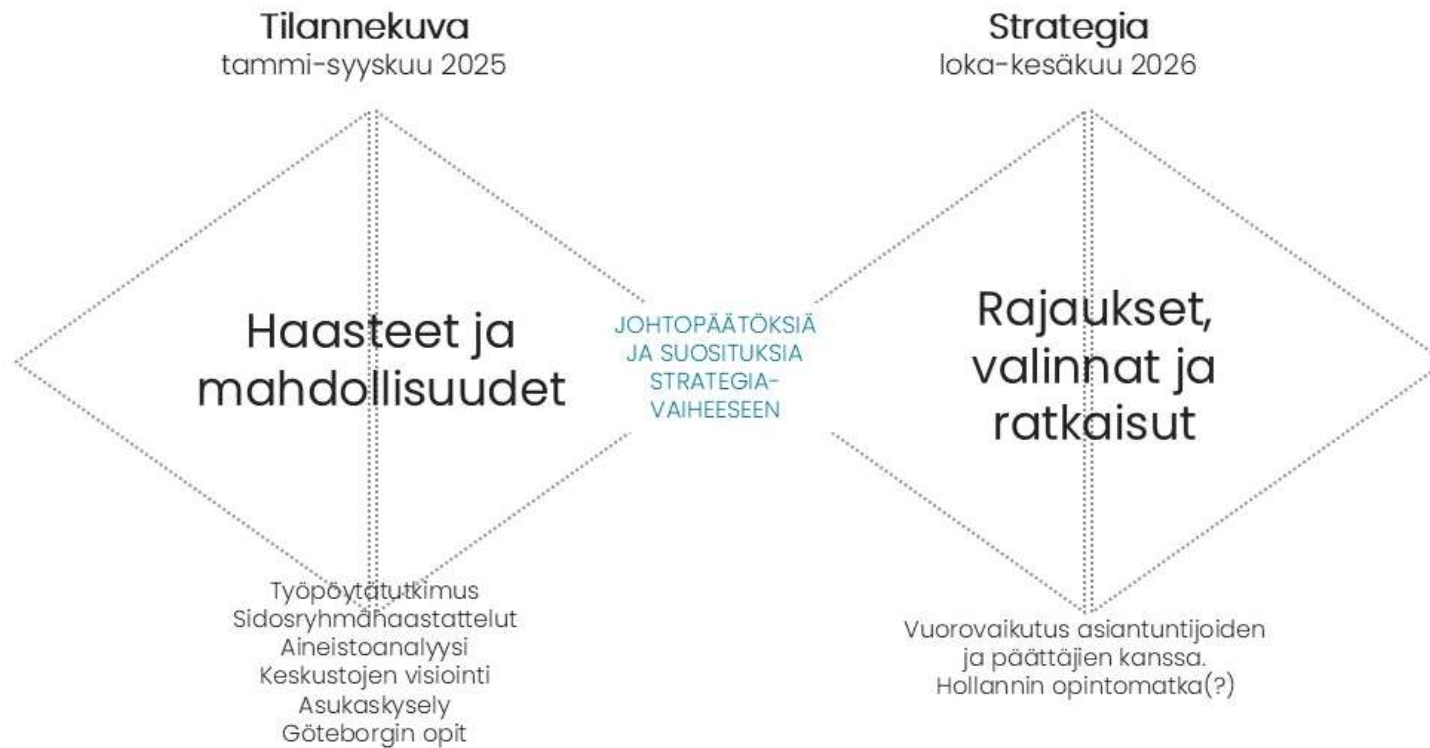 Tilannekuva
tammi-syyskuu 2025
Strategia
loka-kesäkuu 2026
Haasteet ja
mahdollisuudet
JOHTOPÄÄTÖKSIÄ
JA SUOSITUKSIA
STRATEGIA-
VAIHEESEEN
Rajaukset,
valinnat ja
ratkaisut
Työpöytätutkimus
Sidosryhmähaastattelut
Aineistoanalyysi
Keskustojen visiointi
Asukaskysely
Göteborgin opit
Vuorovaikutus asiantuntijoiden
ja päättäjien kanssa.
Hollannin opintomatka(?)